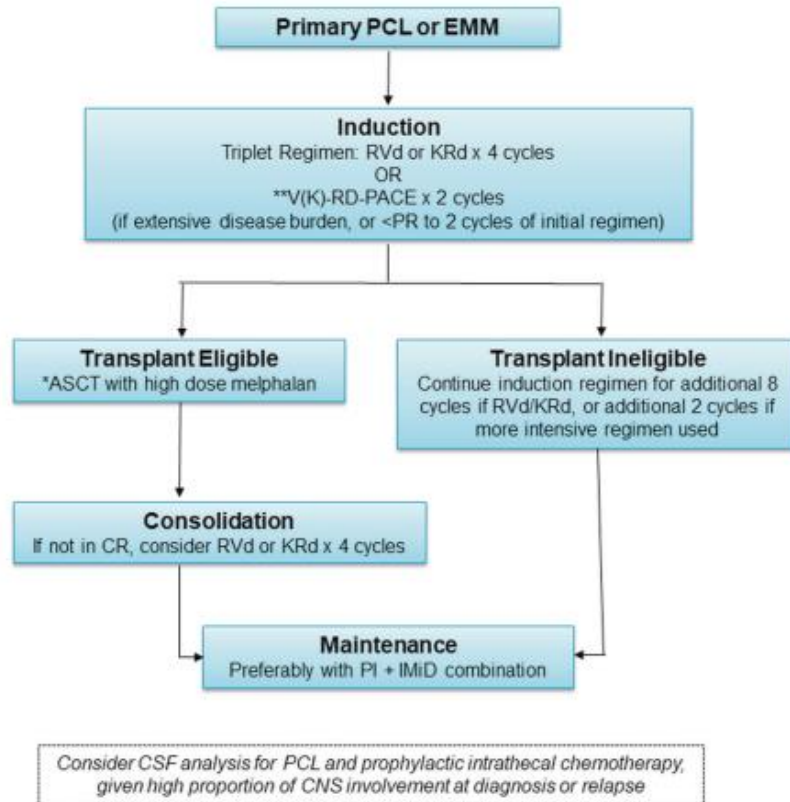 Primary PCL or EMM
Induction
Triplet Regimen: RVd or KRd x 4 cycles
OR
**V(K)-RD-PACE x 2 cycles
(if extensive disease burden, or <PR to 2 cycles of initial regimen)
Transplant Eligible
*ASCT with high dose melphalan
Transplant Ineligible
Continue induction regimen for additional 8
cycles if RVd/KRd, or additional 2 cycles if
more intensive regimen used
Consolidation
If not in CR, consider RVd or KRd x 4 cycles
Maintenance
Preferably with PI + IMiD combination
Consider CSF analysis for PCL and prophylactic intrathecal chemotherapy,
given high proportion of CNS involvement at diagnosis or relapse